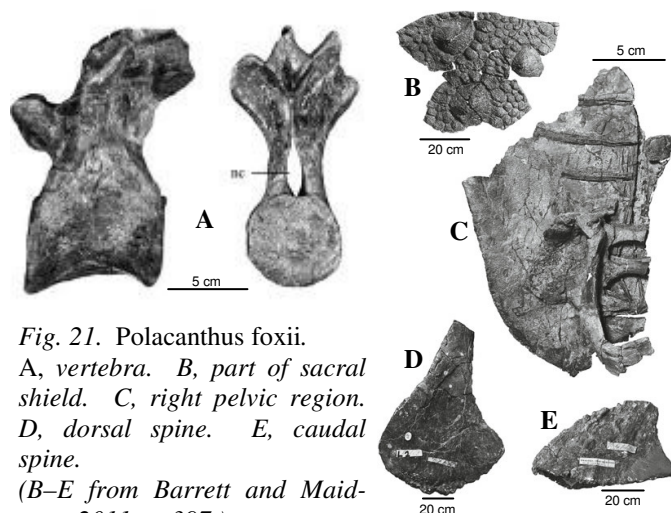 A
nc
5 cm
B
20 cm
5 cm
C
D
20 cm
E
20 cm
Fig. 21. Polacanthus foxii.
A, vertebra. B, part of sacral
shield. C, right pelvic region.
D, dorsal spine. E, caudal
spine.
(B–E from Barrett and Maid-